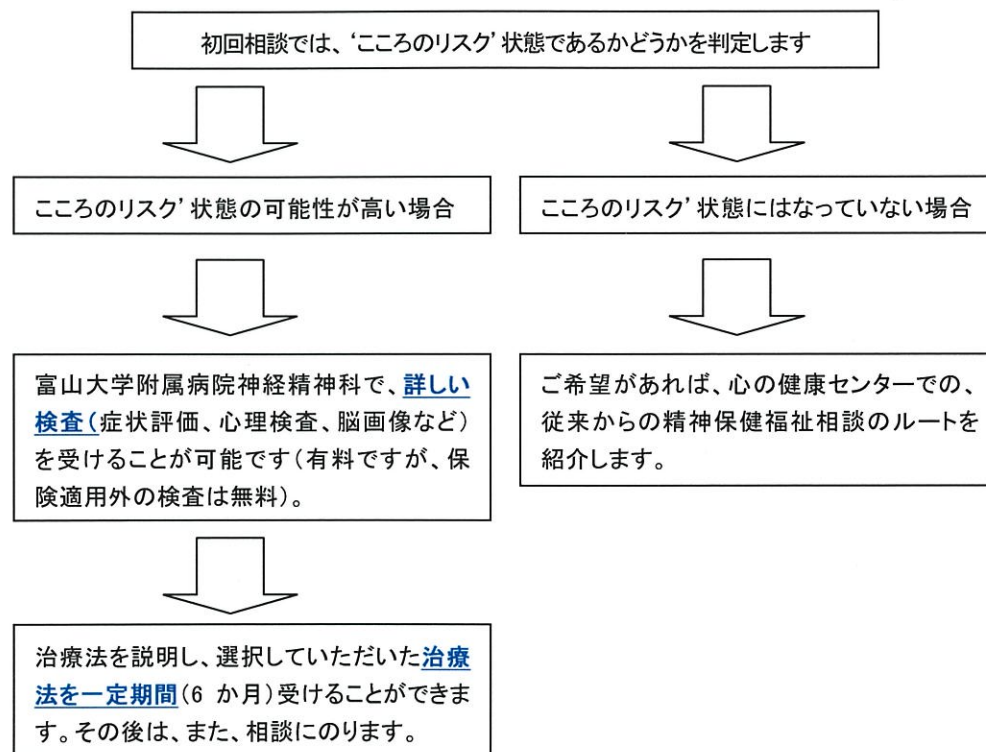 初回相談では、‘こころのリスク’状態であるかどうかを判定します
こころのリスク’状態の可能性が高い場合
こころのリスク’状態にはなっていない場合
富山大学附属病院神経精神科で、詳しい
検査(症状評価、心理検査、脳画像など)
を受けることが可能です(有料ですが、保
険適用外の検査は無料)。
ご希望があれば、心の健康センターでの、
従来からの精神保健福祉相談のルートを
紹介します。
治療法を説明し、選択していただいた治療
法を一定期間(6 か月)受けることができま
す。その後は、また、相談にのります。